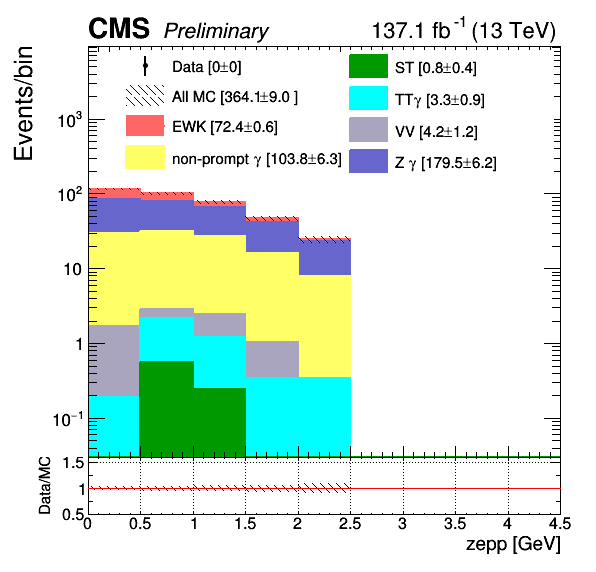 CMS Preliminary 137.1 fb⁻¹ (13 TeV)
Events/bin
Data [0±0]
All MC [364.1±9.0 ]
EWK [72.4±0.6]
non-prompt γ [103.8±6.3]
ST [0.8±0.4]
TTγ [3.3±0.9]
VV [4.2±1.2]
Z γ [179.5±6.2]
10³
10²
10
1
10⁻¹
Data/MC
1.5
1
0.5
0 0.5 1 1.5 2 2.5 3 3.5 4 4.5
zepp [GeV]